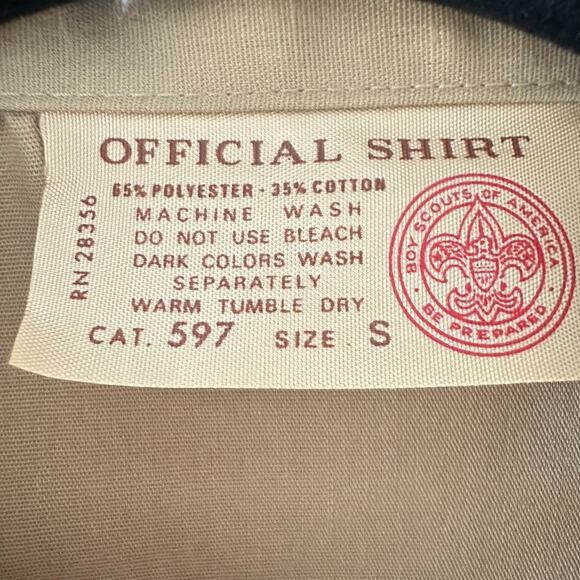 OFFICIAL SHIRT
65% POLYESTER - 35% COTTON
MACHINE WASH
DO NOT USE BLEACH
DARK COLORS WASH
SEPARATELY
WARM TUMBLE DRY
CAT. 597 SIZE. S
RN 28356
BOY SCOUTS OF AMERICA
BE PREPARED